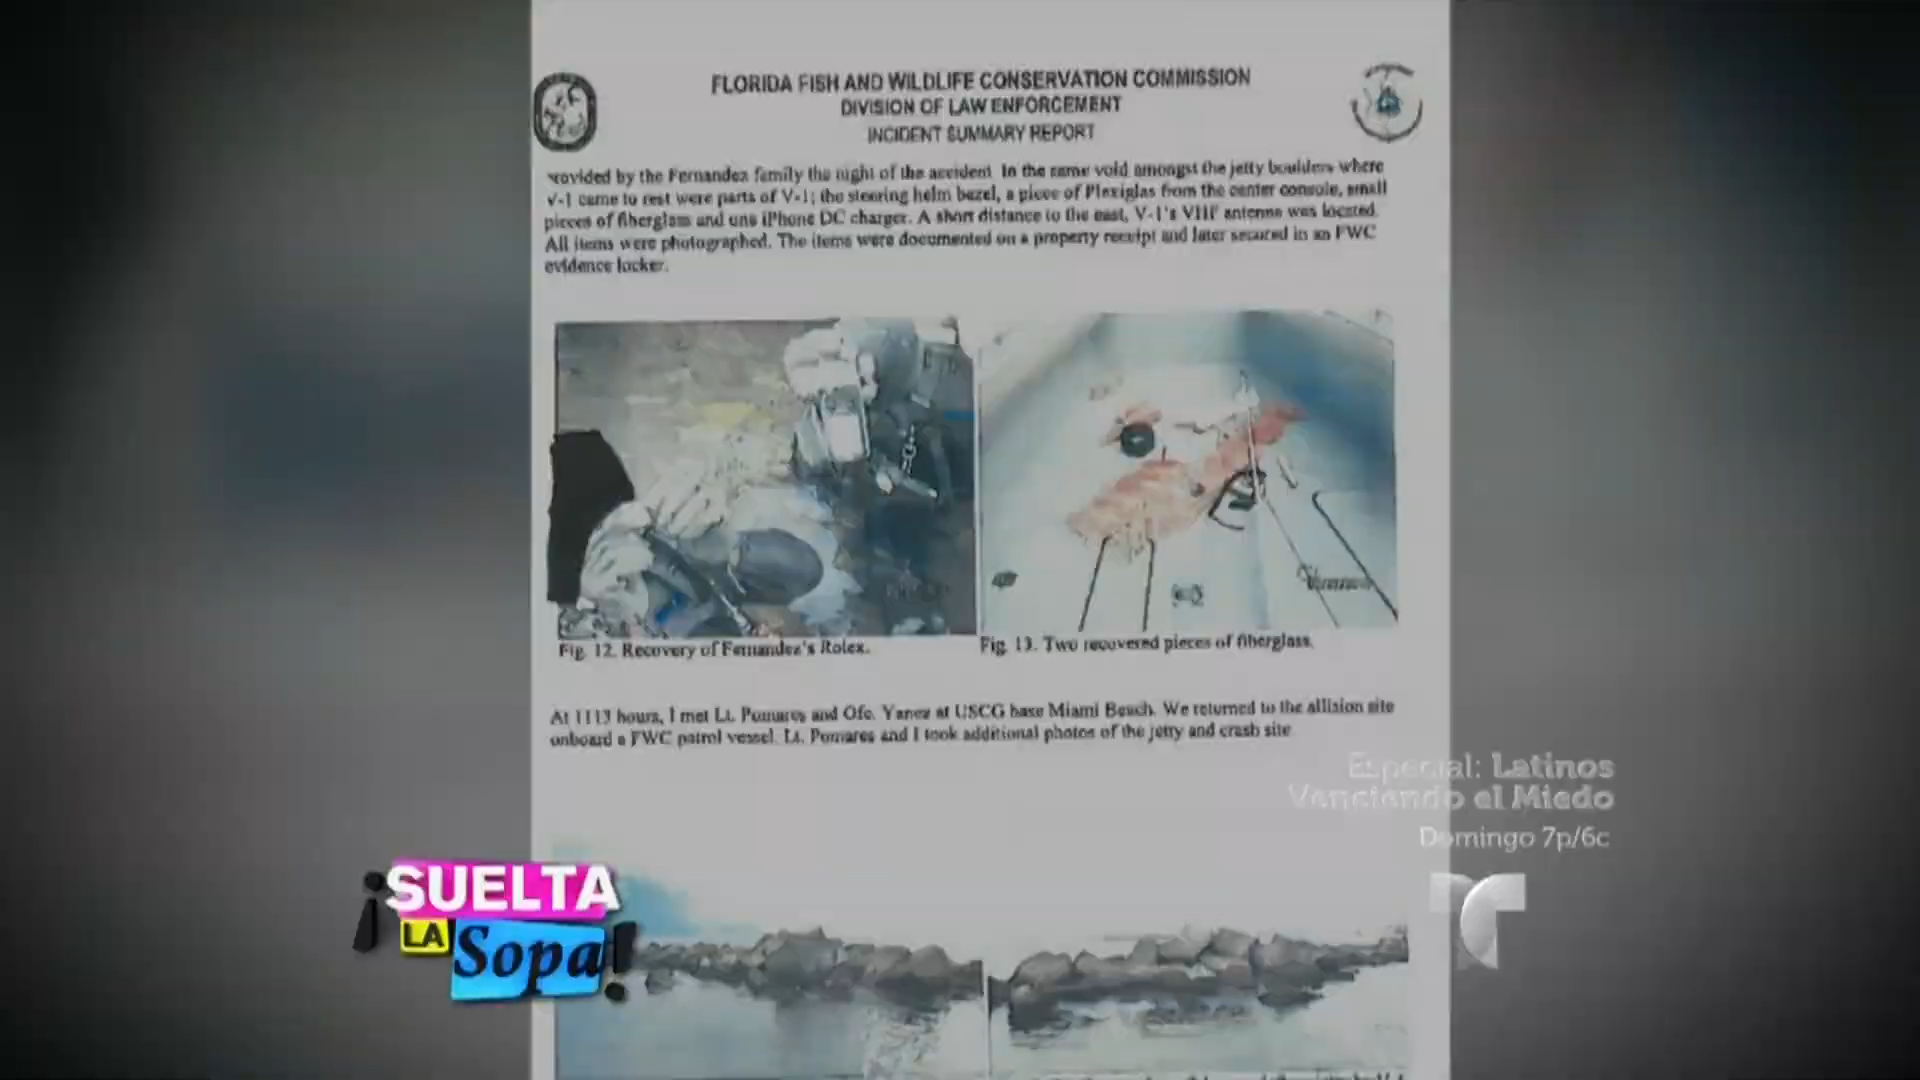 FLORIDA FISH AND WILDLIFE CONSERVATION COMMISSION
DIVISION OF LAW ENFORCEMENT
INCIDENT SUMMARY REPORT
rovided by the Fernandez family the night of the accident. In the same void amongst the jetty boulders where
V-1 came to rest were parts of V-1; the steering helm bezel, a piece of Plexiglas from the center console, small
pieces of fiberglass and one iPhone DC charger. A short distance to the east, V-1's VHF antenna was located.
All items were photographed. The items were documented on a property receipt and later secured in an FWC
evidence locker.
Fig. 12. Recovery of Fernandez's Rolex.
Fig. 13. Two recovered pieces of fiberglass.
At 1113 hours, I met Lt. Pomares and Ofc. Yanez at USCG base Miami Beach. We returned to the allision site
onboard a FWC patrol vessel. Lt. Pomares and I took additional photos of the jetty and crash site
Especial: Latinos
Venciendo el Miedo
Domingo 7p/6c
¡SUELTA
LA Sopa!